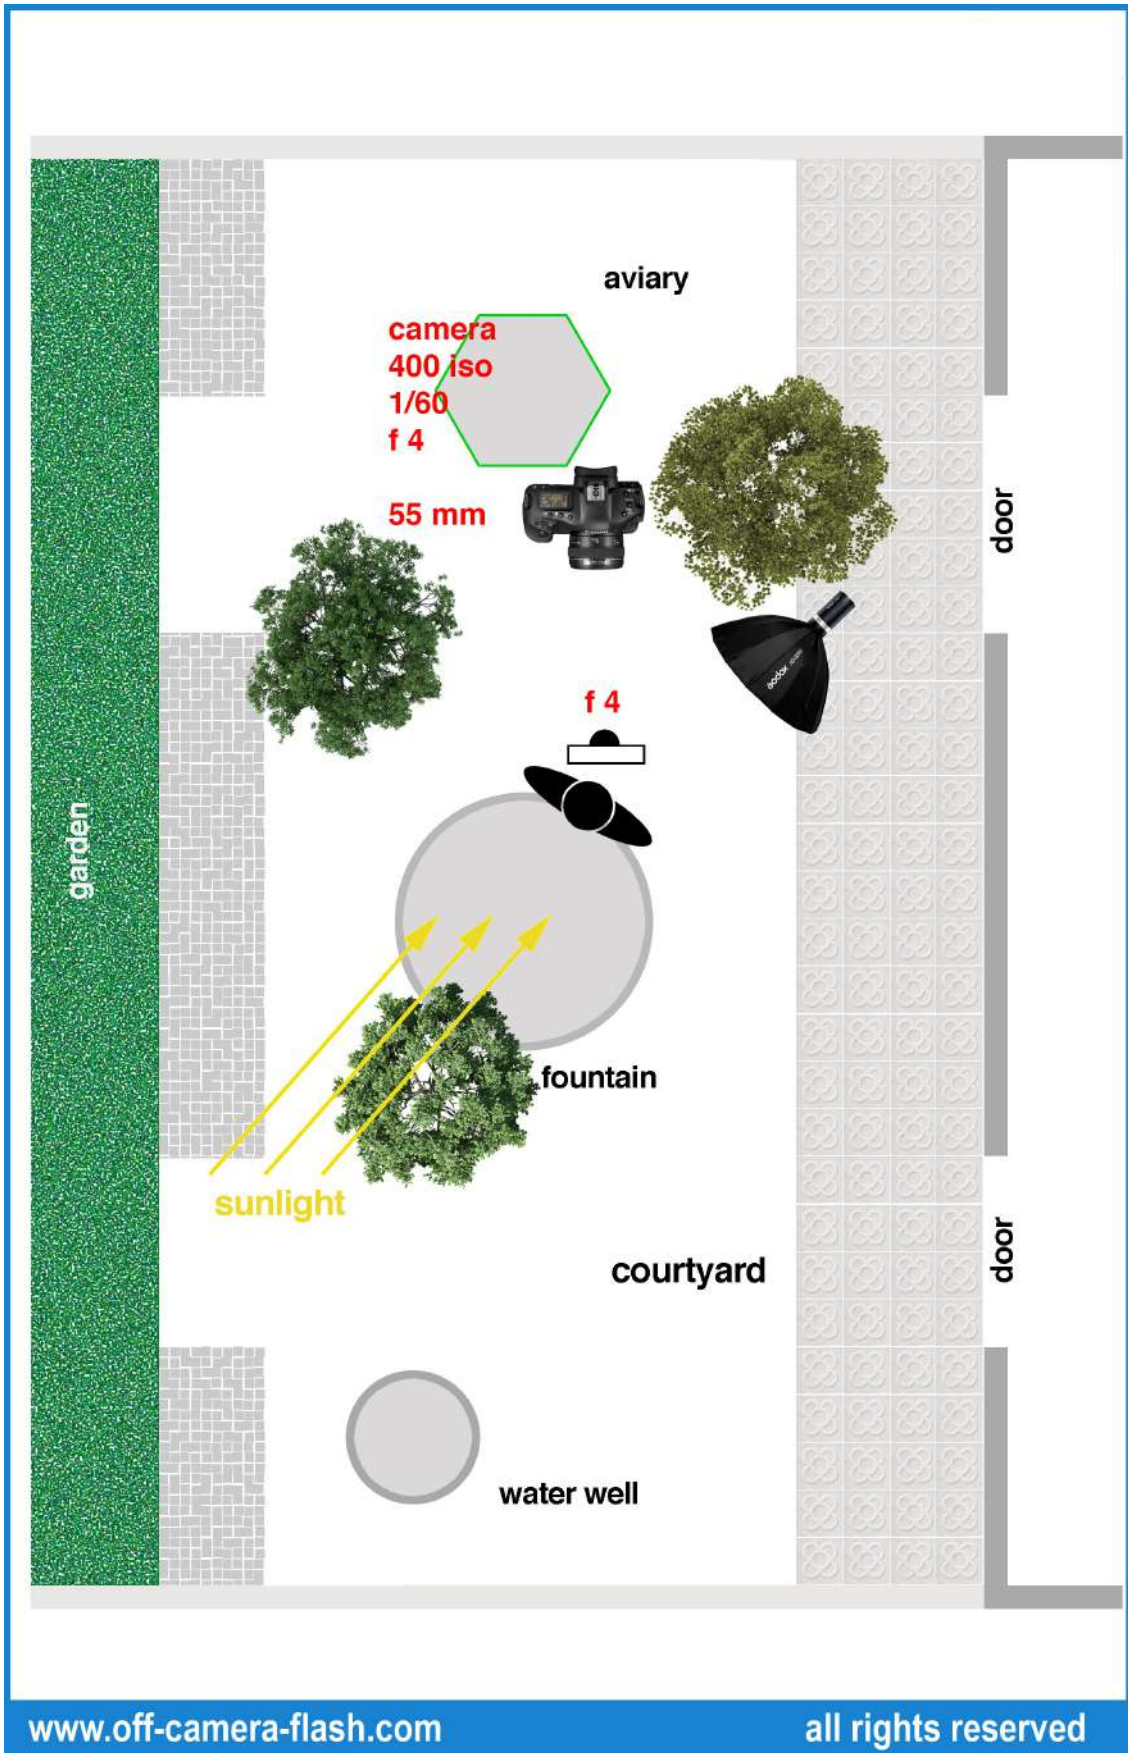 aviary
camera
400 iso
1/60
f 4
55 mm
door
Godox
f 4
garden
fountain
sunlight
courtyard
door
water well
www.off-camera-flash.com
all rights reserved